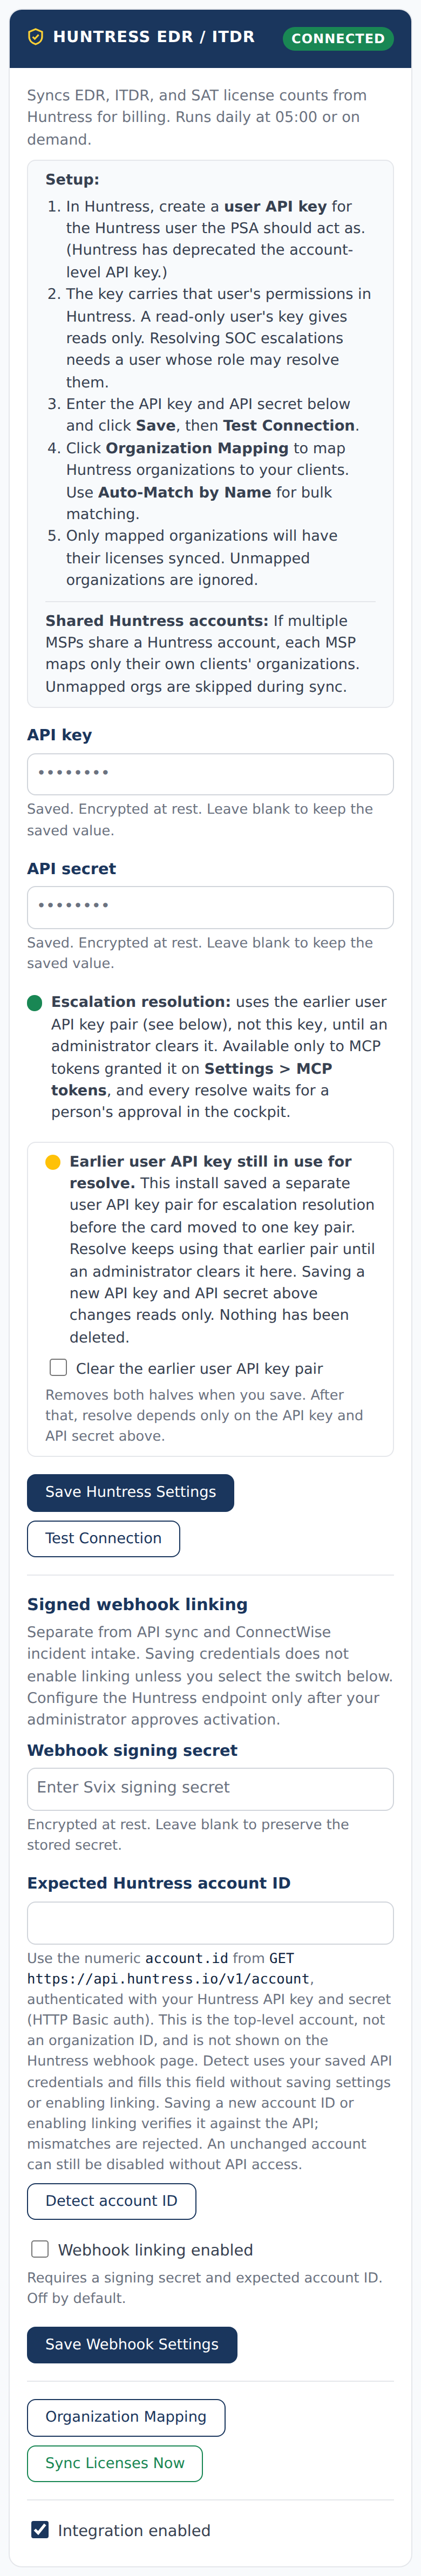 HUNTRESS EDR / ITDR
CONNECTED
Syncs EDR, ITDR, and SAT license counts from
Huntress for billing. Runs daily at 05:00 or on
demand.
Setup:
1. In Huntress, create a user API key for
the Huntress user the PSA should act as.
(Huntress has deprecated the account-
level API key.)
2. The key carries that user's permissions in
Huntress. A read-only user's key gives
reads only. Resolving SOC escalations
needs a user whose role may resolve
them.
3. Enter the API key and API secret below
and click Save, then Test Connection.
4. Click Organization Mapping to map
Huntress organizations to your clients.
Use Auto-Match by Name for bulk
matching.
5. Only mapped organizations will have
their licenses synced. Unmapped
organizations are ignored.
Shared Huntress accounts: If multiple
MSPs share a Huntress account, each MSP
maps only their own clients' organizations.
Unmapped orgs are skipped during sync.
API key
••••••••
Saved. Encrypted at rest. Leave blank to keep the
saved value.
API secret
••••••••
Saved. Encrypted at rest. Leave blank to keep the
saved value.
Escalation resolution: uses the earlier user
API key pair (see below), not this key, until an
administrator clears it. Available only to MCP
tokens granted it on Settings > MCP
tokens, and every resolve waits for a
person's approval in the cockpit.
Earlier user API key still in use for
resolve. This install saved a separate
user API key pair for escalation resolution
before the card moved to one key pair.
Resolve keeps using that earlier pair until
an administrator clears it here. Saving a
new API key and API secret above
changes reads only. Nothing has been
deleted.
Clear the earlier user API key pair
Removes both halves when you save. After
that, resolve depends only on the API key and
API secret above.
Save Huntress Settings
Test Connection
Signed webhook linking
Separate from API sync and ConnectWise
incident intake. Saving credentials does not
enable linking unless you select the switch below.
Configure the Huntress endpoint only after your
administrator approves activation.
Webhook signing secret
Enter Svix signing secret
Encrypted at rest. Leave blank to preserve the
stored secret.
Expected Huntress account ID
Use the numeric account.id from GET
https://api.huntress.io/v1/account,
authenticated with your Huntress API key and secret
(HTTP Basic auth). This is the top-level account, not
an organization ID, and is not shown on the
Huntress webhook page. Detect uses your saved API
credentials and fills this field without saving settings
or enabling linking. Saving a new account ID or
enabling linking verifies it against the API;
mismatches are rejected. An unchanged account
can still be disabled without API access.
Detect account ID
Webhook linking enabled
Requires a signing secret and expected account ID.
Off by default.
Save Webhook Settings
Organization Mapping
Sync Licenses Now
Integration enabled